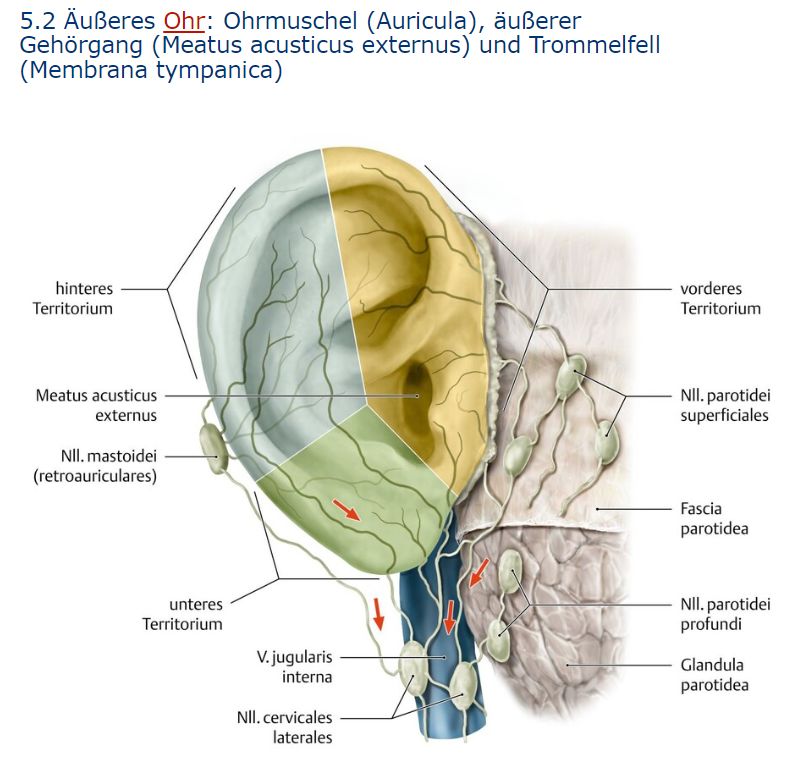 5.2 Äußeres Ohr: Ohrmuschel (Auricula), äußerer
Gehörgang (Meatus acusticus externus) und Trommelfell
(Membrana tympanica)
hinteres
Territorium
Meatus acusticus
externus
Nll. mastoidei
(retroauriculares)
unteres
Territorium
V. jugularis
interna
Nll. cervicales
laterales
vorderes
Territorium
Nll. parotidei
superficiales
Fascia
parotidea
Nll. parotidei
profundi
Glandula
parotidea